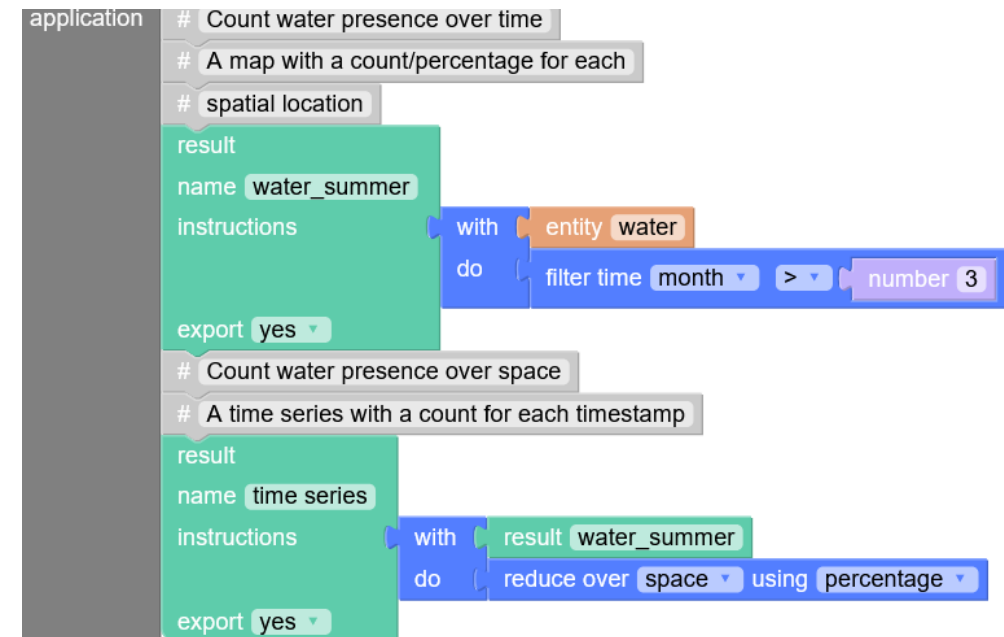 application # Count water presence over time
# A map with a count/percentage for each
# spatial location
result
name water_summer
instructions with entity water
do filter time month > number 3
export yes
# Count water presence over space
# A time series with a count for each timestamp
result
name time series
instructions with result water_summer
do reduce over space using percentage
export yes